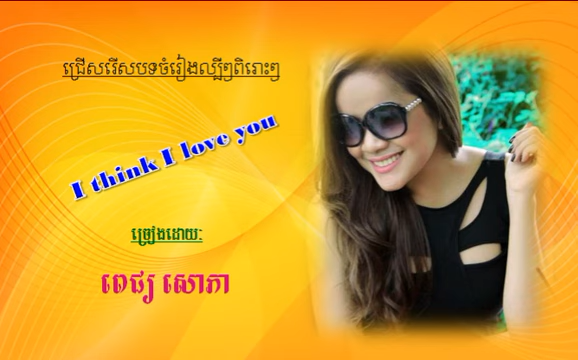 ជ្រើសរើសបទចំរៀងល្បីៗពិរោះៗ
I think I love you
ច្រៀងដោយៈ
ពេជ្យ សោភា